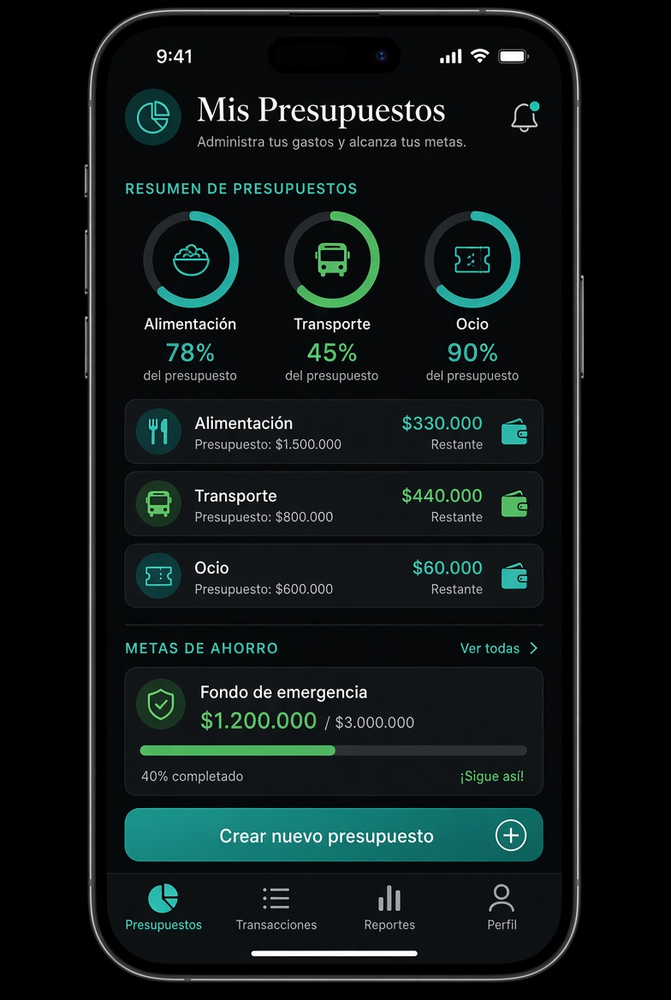 9:41
Mis Presupuestos
Administra tus gastos y alcanza tus metas.
RESUMEN DE PRESUPUESTOS
Alimentación
78%
del presupuesto
Transporte
45%
del presupuesto
Ocio
90%
del presupuesto
Alimentación
Presupuesto: $1.500.000
$330.000
Restante
Transporte
Presupuesto: $800.000
$440.000
Restante
Ocio
Presupuesto: $600.000
$60.000
Restante
METAS DE AHORRO
Ver todas
Fondo de emergencia
$1.200.000 / $3.000.000
40% completado
¡Sigue así!
Crear nuevo presupuesto
Presupuestos
Transacciones
Reportes
Perfil